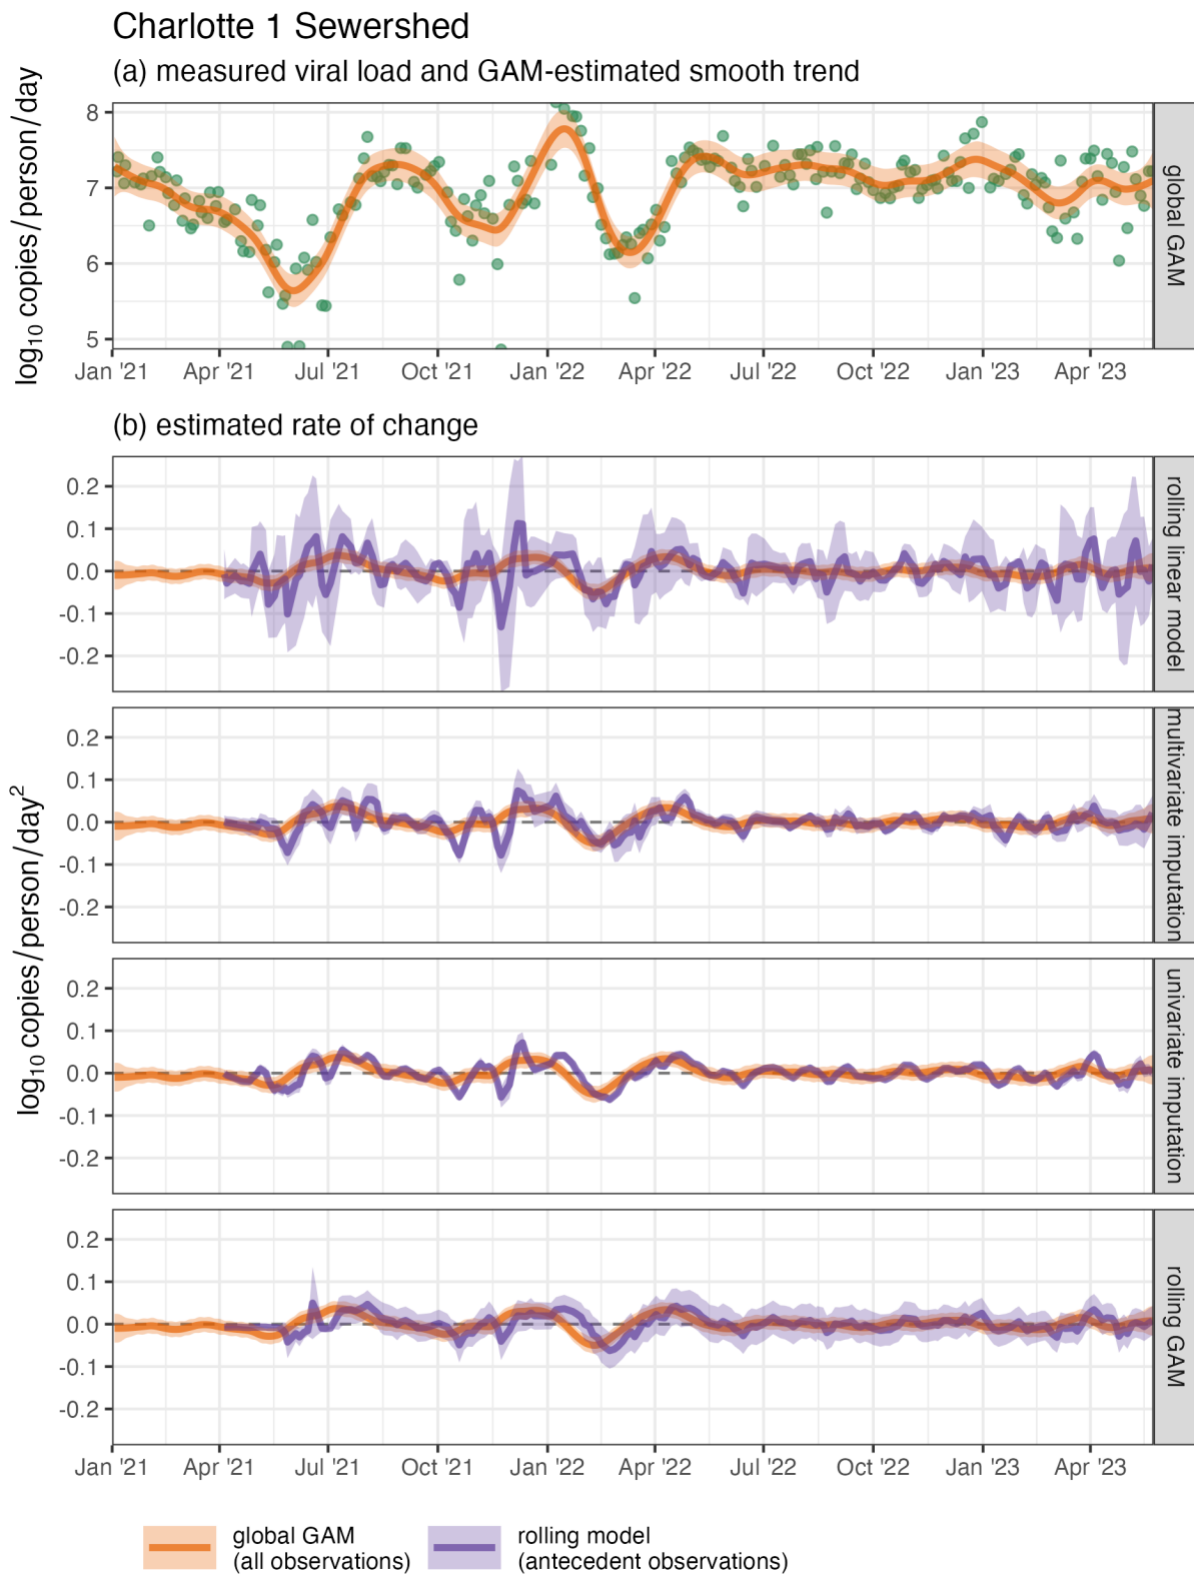 Charlotte 1 Sewershed
(a) measured viral load and GAM-estimated smooth trend
log₁₀ copies/person/day
8
7
6
5
global GAM
Jan '21 Apr '21 Jul '21 Oct '21 Jan '22 Apr '22 Jul '22 Oct '22 Jan '23 Apr '23
(b) estimated rate of change
log₁₀ copies/person/day²
0.2
0.1
0.0
-0.1
-0.2
rolling linear model
0.2
0.1
0.0
-0.1
-0.2
multivariate imputation
0.2
0.1
0.0
-0.1
-0.2
univariate imputation
0.2
0.1
0.0
-0.1
-0.2
rolling GAM
Jan '21 Apr '21 Jul '21 Oct '21 Jan '22 Apr '22 Jul '22 Oct '22 Jan '23 Apr '23
global GAM
(all observations)
rolling model
(antecedent observations)